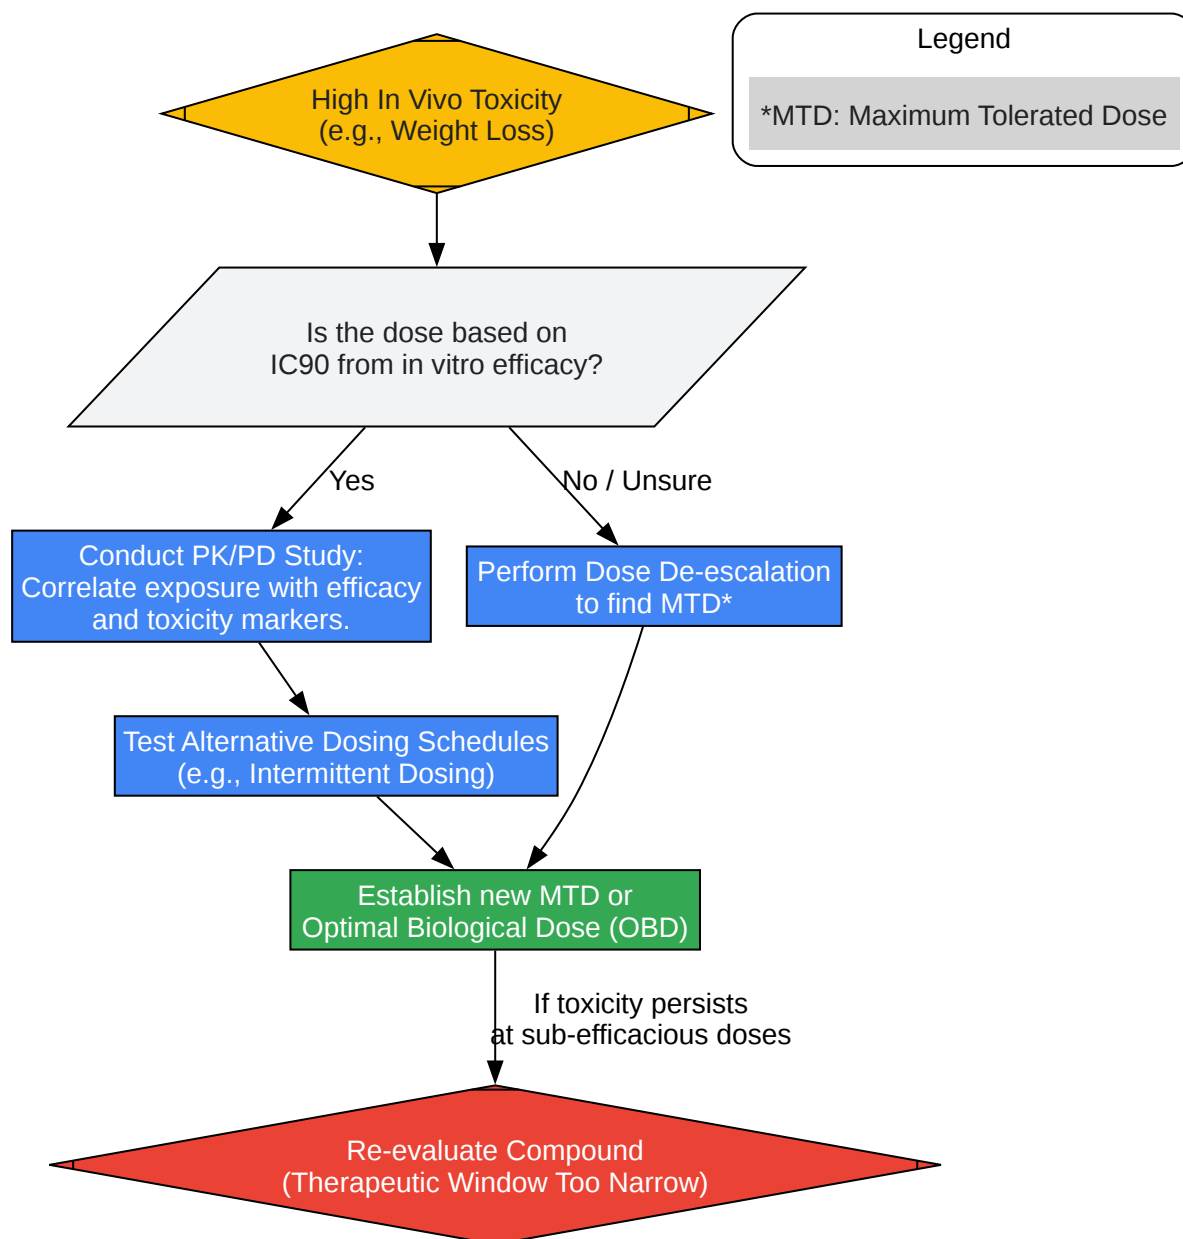 High In Vivo Toxicity
(e.g., Weight Loss)
Legend
*MTD: Maximum Tolerated Dose
Is the dose based on
IC90 from in vitro efficacy?
Yes
No / Unsure
Conduct PK/PD Study:
Correlate exposure with efficacy
and toxicity markers.
Perform Dose De-escalation
to find MTD*
Test Alternative Dosing Schedules
(e.g., Intermittent Dosing)
Establish new MTD or
Optimal Biological Dose (OBD)
If toxicity persists
at sub-efficacious doses
Re-evaluate Compound
(Therapeutic Window Too Narrow)